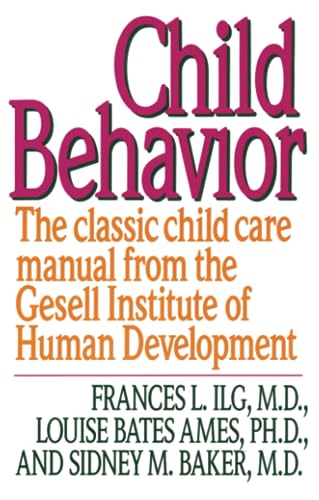 Child
Behavior
The classic child care
manual from the
Gesell Institute of
Human Development
FRANCES L. ILG, M.D.,
LOUISE BATES AMES, PH.D.,
AND SIDNEY M. BAKER, M.D.